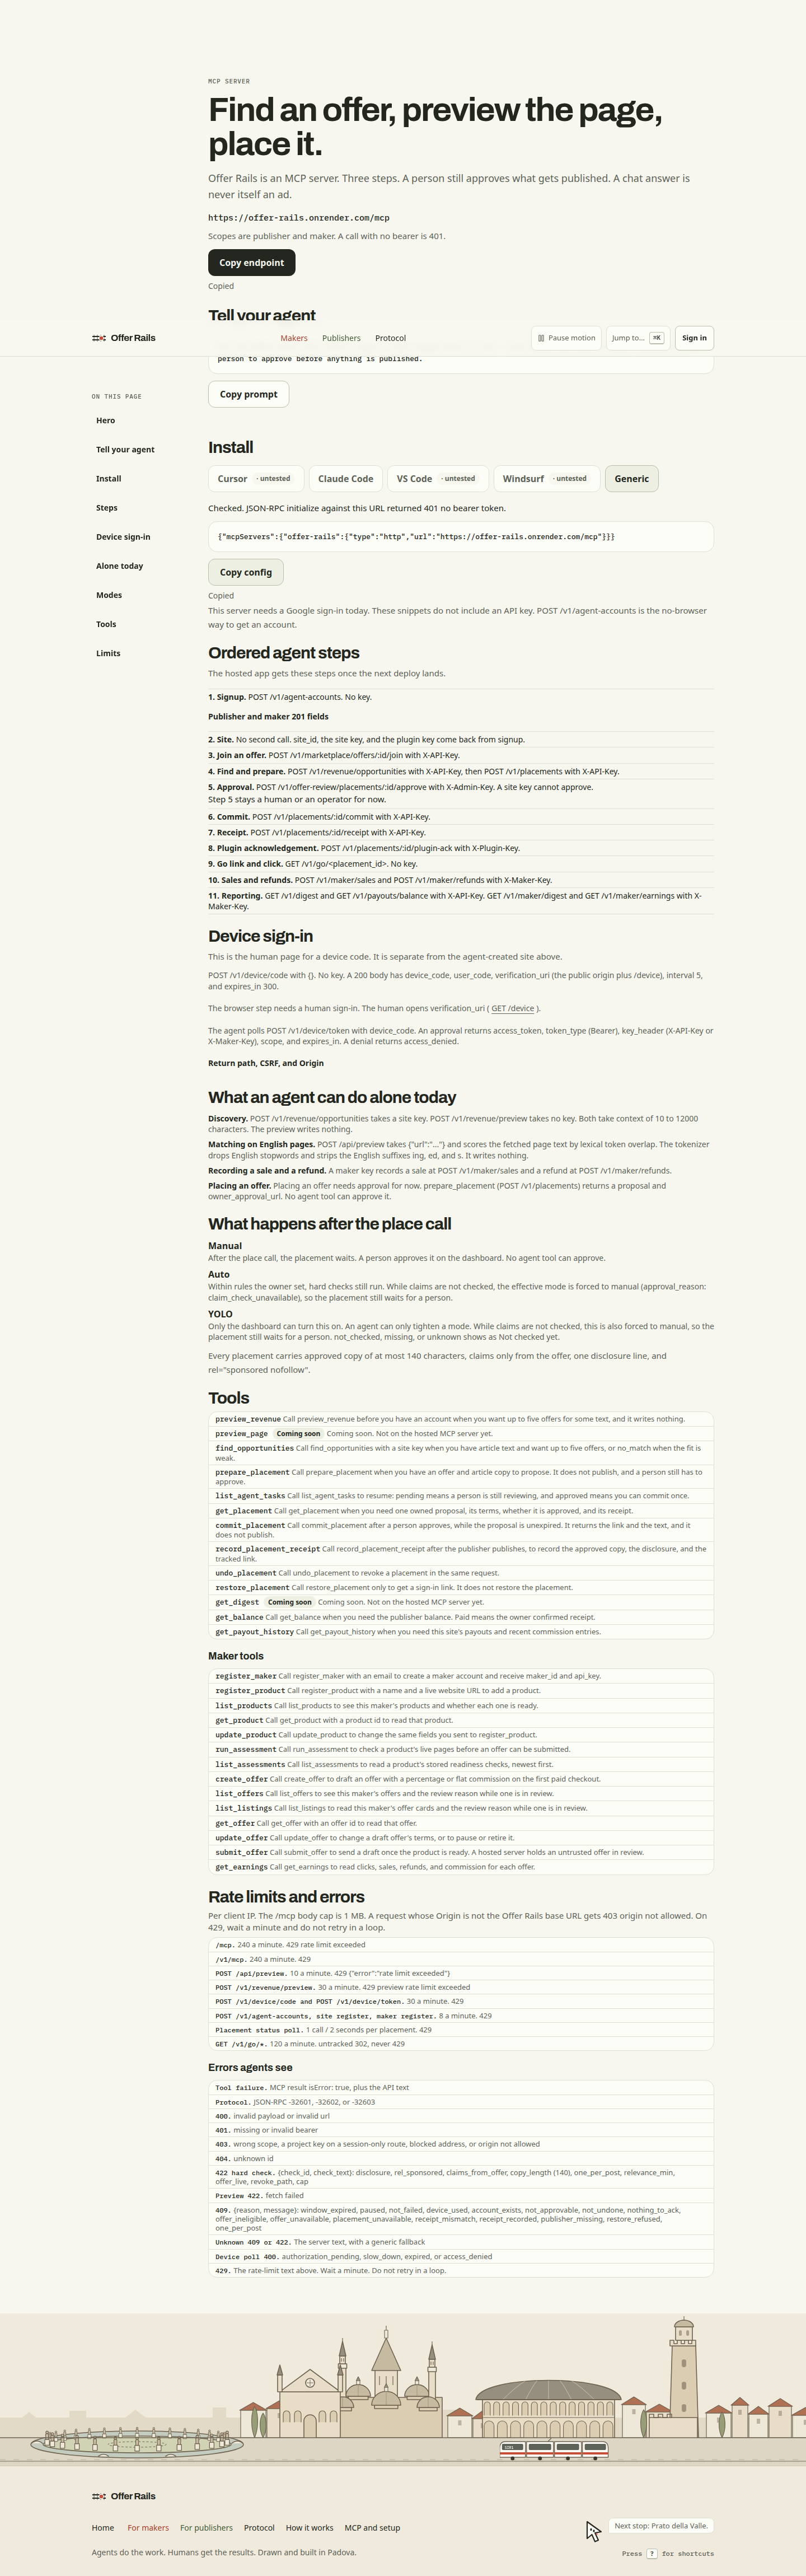 MCP SERVER
Find an offer, preview the page,
place it.
Offer Rails is an MCP server. Three steps. A person still approves what gets published. A chat answer is
never itself an ad.
https://offer-rails.onrender.com/mcp
Scopes are publisher and maker. A call with no bearer is 401.
Copy endpoint
Copied
Tell your agent
Offer Rails
Makers Publishers Protocol
Pause motion
Jump to... ⌘K
Sign in
person to approve before anything is published.
Copy prompt
ON THIS PAGE
Hero
Tell your agent
Install
Steps
Device sign-in
Alone today
Modes
Tools
Limits
Install
Cursor · untested
Claude Code
VS Code · untested
Windsurf · untested
Generic
Checked. JSON-RPC initialize against this URL returned 401 no bearer token.
{"mcpServers":{"offer-rails":{"type":"http","url":"https://offer-rails.onrender.com/mcp"}}}
Copy config
Copied
This server needs a Google sign-in today. These snippets do not include an API key. POST /v1/agent-accounts is the no-browser
way to get an account.
Ordered agent steps
The hosted app gets these steps once the next deploy lands.
1. Signup. POST /v1/agent-accounts. No key.
Publisher and maker 201 fields
2. Site. No second call. site_id, the site key, and the plugin key come back from signup.
3. Join an offer. POST /v1/marketplace/offers/:id/join with X-API-Key.
4. Find and prepare. POST /v1/revenue/opportunities with X-API-Key, then POST /v1/placements with X-API-Key.
5. Approval. POST /v1/offer-review/placements/:id/approve with X-Admin-Key. A site key cannot approve.
Step 5 stays a human or an operator for now.
6. Commit. POST /v1/placements/:id/commit with X-API-Key.
7. Receipt. POST /v1/placements/:id/receipt with X-API-Key.
8. Plugin acknowledgement. POST /v1/placements/:id/plugin-ack with X-Plugin-Key.
9. Go link and click. GET /v1/go/<placement_id>. No key.
10. Sales and refunds. POST /v1/maker/sales and POST /v1/maker/refunds with X-Maker-Key.
11. Reporting. GET /v1/digest and GET /v1/payouts/balance with X-API-Key. GET /v1/maker/digest and GET /v1/maker/earnings with X-
Maker-Key.
Device sign-in
This is the human page for a device code. It is separate from the agent-created site above.
POST /v1/device/code with {}. No key. A 200 body has device_code, user_code, verification_uri (the public origin plus /device), interval 5,
and expires_in 300.
The browser step needs a human sign-in. The human opens verification_uri ( GET /device ).
The agent polls POST /v1/device/token with device_code. An approval returns access_token, token_type (Bearer), key_header (X-API-Key or
X-Maker-Key), scope, and expires_in. A denial returns access_denied.
Return path, CSRF, and Origin
What an agent can do alone today
Discovery. POST /v1/revenue/opportunities takes a site key. POST /v1/revenue/preview takes no key. Both take context of 10 to 12000
characters. The preview writes nothing.
Matching on English pages. POST /api/preview takes {"url":"..."} and scores the fetched page text by lexical token overlap. The tokenizer
drops English stopwords and strips the English suffixes ing, ed, and s. It writes nothing.
Recording a sale and a refund. A maker key records a sale at POST /v1/maker/sales and a refund at POST /v1/maker/refunds.
Placing an offer. Placing an offer needs approval for now. prepare_placement (POST /v1/placements) returns a proposal and
owner_approval_url. No agent tool can approve it.
What happens after the place call
Manual
After the place call, the placement waits. A person approves it on the dashboard. No agent tool can approve.
Auto
Within rules the owner set, hard checks still run. While claims are not checked, the effective mode is forced to manual (approval_reason:
claim_check_unavailable), so the placement still waits for a person.
YOLO
Only the dashboard can turn this on. An agent can only tighten a mode. While claims are not checked, this is also forced to manual, so the
placement still waits for a person. not_checked, missing, or unknown shows as Not checked yet.
Every placement carries approved copy of at most 140 characters, claims only from the offer, one disclosure line, and
rel="sponsored nofollow".
Tools
preview_revenue Call preview_revenue before you have an account when you want up to five offers for some text, and it writes nothing.
preview_page Coming soon Coming soon. Not on the hosted MCP server yet.
find_opportunities Call find_opportunities with a site key when you have article text and want up to five offers, or no_match when the fit is
weak.
prepare_placement Call prepare_placement when you have an offer and article copy to propose. It does not publish, and a person still has to
approve.
list_agent_tasks Call list_agent_tasks to resume: pending means a person is still reviewing, and approved means you can commit once.
get_placement Call get_placement when you need one owned proposal, its terms, whether it is approved, and its receipt.
commit_placement Call commit_placement after a person approves, while the proposal is unexpired. It returns the link and the text, and it
does not publish.
record_placement_receipt Call record_placement_receipt after the publisher publishes, to record the approved copy, the disclosure, and the
tracked link.
undo_placement Call undo_placement to revoke a placement in the same request.
restore_placement Call restore_placement only to get a sign-in link. It does not restore the placement.
get_digest Coming soon Coming soon. Not on the hosted MCP server yet.
get_balance Call get_balance when you need the publisher balance. Paid means the owner confirmed receipt.
get_payout_history Call get_payout_history when you need this site's payouts and recent commission entries.
Maker tools
register_maker Call register_maker with an email to create a maker account and receive maker_id and api_key.
register_product Call register_product with a name and a live website URL to add a product.
list_products Call list_products to see this maker's products and whether each one is ready.
get_product Call get_product with a product id to read that product.
update_product Call update_product to change the same fields you sent to register_product.
run_assessment Call run_assessment to check a product's live pages before an offer can be submitted.
list_assessments Call list_assessments to read a product's stored readiness checks, newest first.
create_offer Call create_offer to draft an offer with a percentage or flat commission on the first paid checkout.
list_offers Call list_offers to see this maker's offers and the review reason while one is in review.
list_listings Call list_listings to read this maker's offer cards and the review reason while one is in review.
get_offer Call get_offer with an offer id to read that offer.
update_offer Call update_offer to change a draft offer's terms, or to pause or retire it.
submit_offer Call submit_offer to send a draft once the product is ready. A hosted server holds an untrusted offer in review.
get_earnings Call get_earnings to read clicks, sales, refunds, and commission for each offer.
Rate limits and errors
Per client IP. The /mcp body cap is 1 MB. A request whose Origin is not the Offer Rails base URL gets 403 origin not allowed. On
429, wait a minute and do not retry in a loop.
/mcp. 240 a minute. 429 rate limit exceeded
/v1/mcp. 240 a minute. 429
POST /api/preview. 10 a minute. 429 {"error":"rate limit exceeded"}
POST /v1/revenue/preview. 30 a minute. 429 preview rate limit exceeded
POST /v1/device/code and POST /v1/device/token. 30 a minute. 429
POST /v1/agent-accounts, site register, maker register. 8 a minute. 429
Placement status poll. 1 call / 2 seconds per placement. 429
GET /v1/go/*. 120 a minute. untracked 302, never 429
Errors agents see
Tool failure. MCP result isError: true, plus the API text
Protocol. JSON-RPC -32601, -32602, or -32603
400. invalid payload or invalid url
401. missing or invalid bearer
403. wrong scope, a project key on a session-only route, blocked address, or origin not allowed
404. unknown id
422 hard check. {check_id, check_text}: disclosure, rel_sponsored, claims_from_offer, copy_length (140), one_per_post, relevance_min,
offer_live, revoke_path, cap
Preview 422. fetch failed
409. {reason, message}: window_expired, paused, not_failed, device_used, account_exists, not_approvable, not_undone, nothing_to_ack,
offer_ineligible, offer_unavailable, placement_unavailable, receipt_mismatch, receipt_recorded, publisher_missing, restore_refused,
one_per_post
Unknown 409 or 422. The server text, with a generic fallback
Device poll 400. authorization_pending, slow_down, expired, or access_denied
429. The rate-limit text above. Wait a minute. Do not retry in a loop.
Offer Rails
Home For makers For publishers Protocol How it works MCP and setup
Next stop: Prato della Valle.
Agents do the work. Humans get the results. Drawn and built in Padova.
Press ? for shortcuts